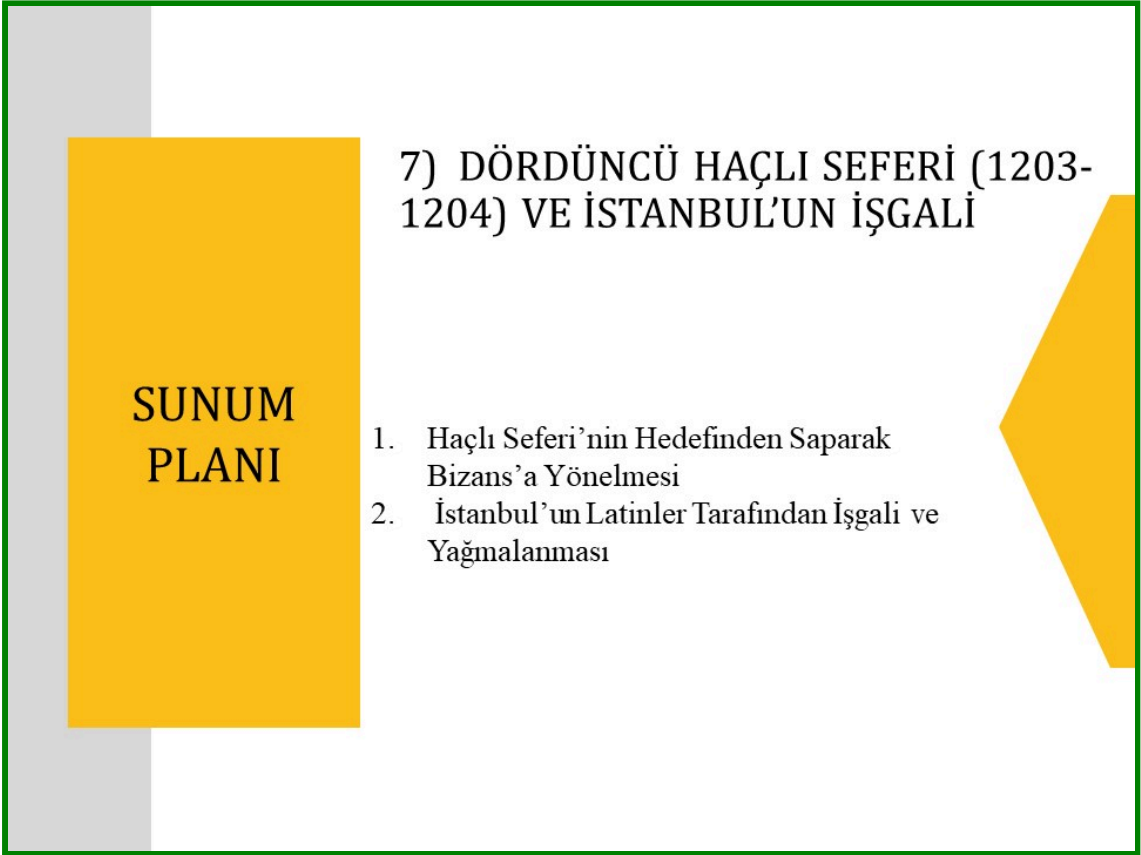 7) DÖRDÜNCÜ HAÇLI SEFERİ (1203-
1204) VE İSTANBUL’UN İŞGALİ
SUNUM
PLANI
1. Haçlı Seferi’nin Hedefinden Saparak
Bizans’a Yönelmesi
2. İstanbul’un Latinler Tarafından İşgali ve
Yağmalanması